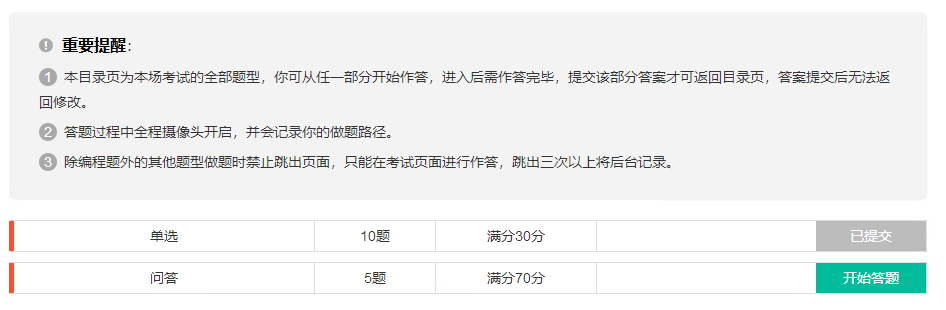 ! 重要提醒：
1 本目录页为本场考试的全部题型，你可从任一部分开始作答，进入后需作答完毕，提交该部分答案才可返回目录页，答案提交后无法返
回修改。
2 答题过程中全程摄像头开启，并会记录你的做题路径。
3 除编程题外的其他题型做题时禁止跳出页面，只能在考试页面进行作答，跳出三次以上将后台记录。
单选 10题 满分30分 已提交
问答 5题 满分70分 开始答题